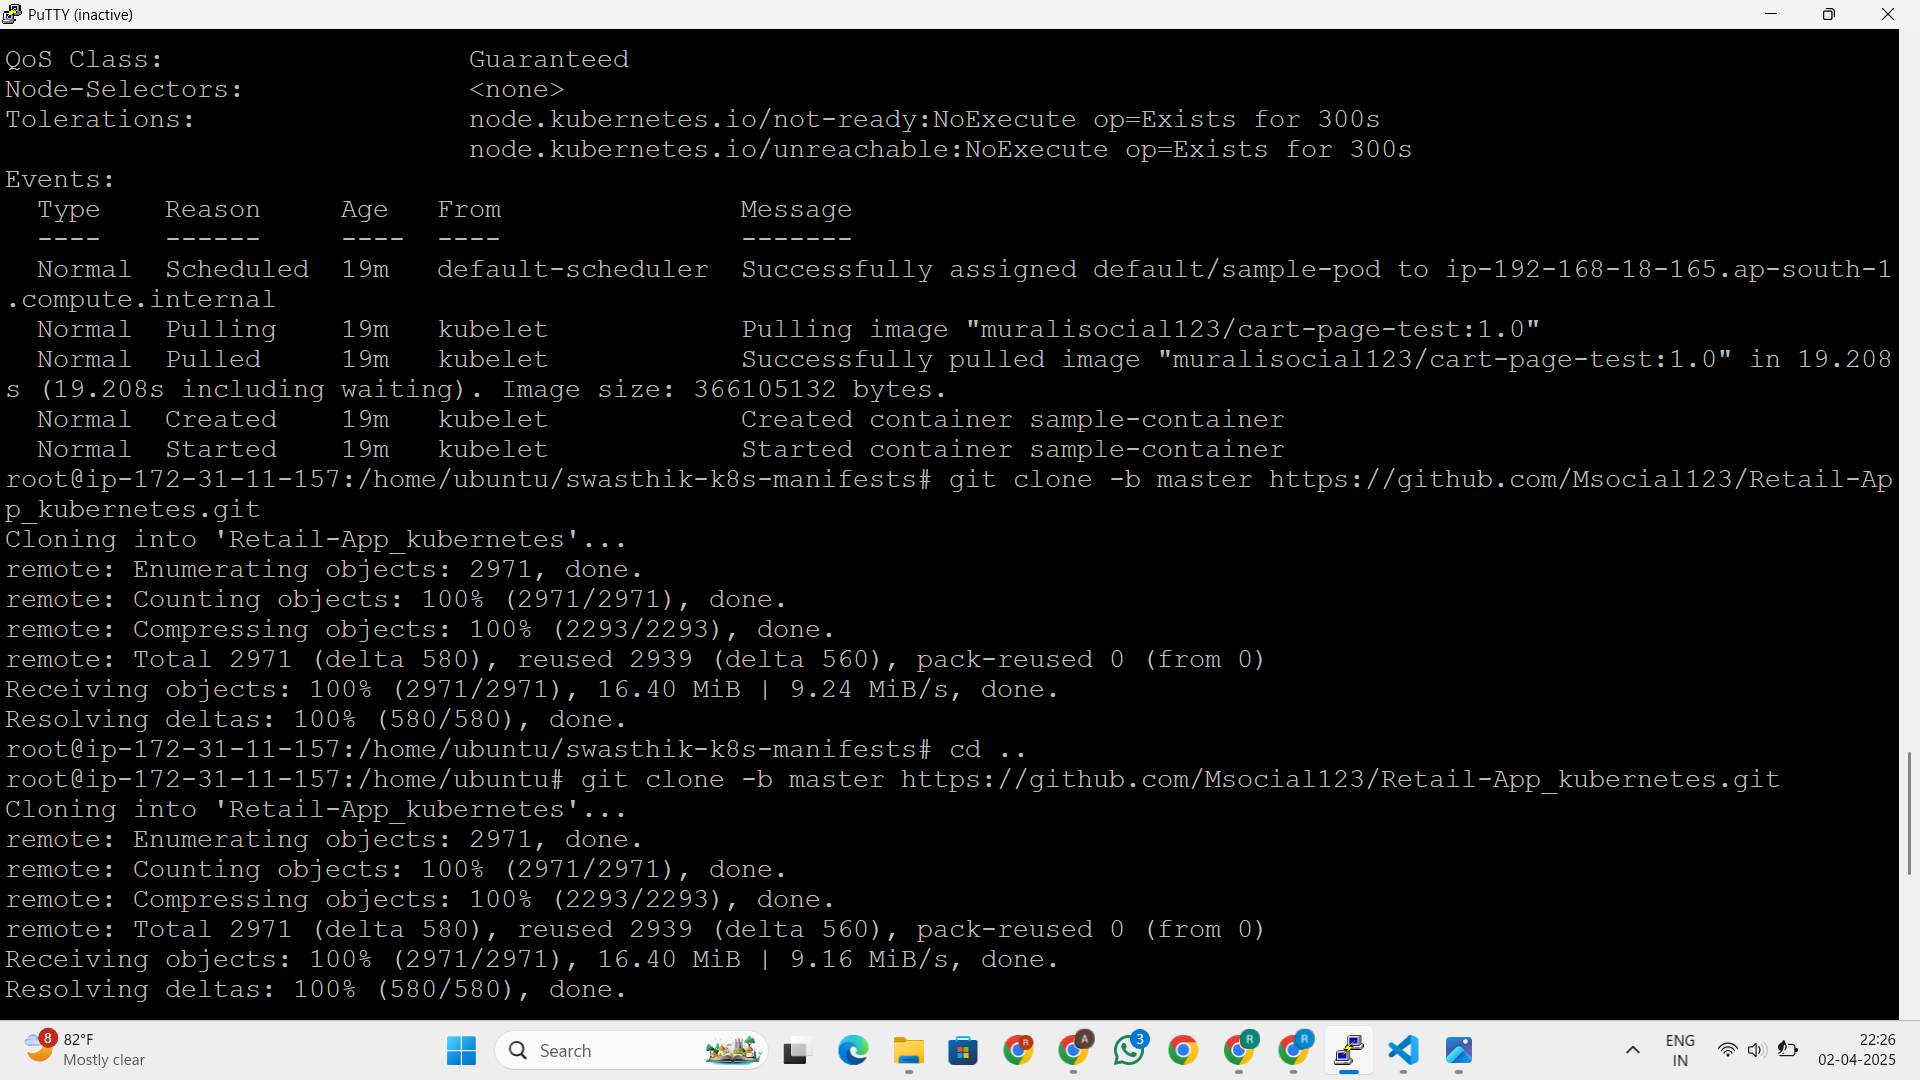 PuTTY (inactive)
QoS Class:                   Guaranteed
Node-Selectors:              <none>
Tolerations:                 node.kubernetes.io/not-ready:NoExecute op=Exists for 300s
                             node.kubernetes.io/unreachable:NoExecute op=Exists for 300s
Events:
  Type    Reason     Age   From               Message
  ----    ------     ----  ----               -------
  Normal  Scheduled  19m   default-scheduler  Successfully assigned default/sample-pod to ip-192-168-18-165.ap-south-1
.compute.internal
  Normal  Pulling    19m   kubelet            Pulling image "muralisocial123/cart-page-test:1.0"
  Normal  Pulled     19m   kubelet            Successfully pulled image "muralisocial123/cart-page-test:1.0" in 19.208
s (19.208s including waiting). Image size: 366105132 bytes.
  Normal  Created    19m   kubelet            Created container sample-container
  Normal  Started    19m   kubelet            Started container sample-container
root@ip-172-31-11-157:/home/ubuntu/swasthik-k8s-manifests# git clone -b master https://github.com/Msocial123/Retail-Ap
p_kubernetes.git
Cloning into 'Retail-App_kubernetes'...
remote: Enumerating objects: 2971, done.
remote: Counting objects: 100% (2971/2971), done.
remote: Compressing objects: 100% (2293/2293), done.
remote: Total 2971 (delta 580), reused 2939 (delta 560), pack-reused 0 (from 0)
Receiving objects: 100% (2971/2971), 16.40 MiB | 9.24 MiB/s, done.
Resolving deltas: 100% (580/580), done.
root@ip-172-31-11-157:/home/ubuntu/swasthik-k8s-manifests# cd ..
root@ip-172-31-11-157:/home/ubuntu# git clone -b master https://github.com/Msocial123/Retail-App_kubernetes.git
Cloning into 'Retail-App_kubernetes'...
remote: Enumerating objects: 2971, done.
remote: Counting objects: 100% (2971/2971), done.
remote: Compressing objects: 100% (2293/2293), done.
remote: Total 2971 (delta 580), reused 2939 (delta 560), pack-reused 0 (from 0)
Receiving objects: 100% (2971/2971), 16.40 MiB | 9.16 MiB/s, done.
Resolving deltas: 100% (580/580), done.
8
82°F
Mostly clear
Search
R
A
3
R
R
ENG
IN
22:26
02-04-2025